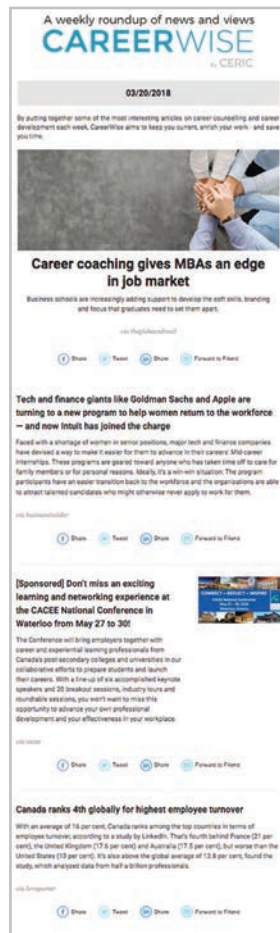 A weekly roundup of news and views
CAREERWISE
By CERIC
03/20/2018
By putting together some of the most interesting articles on career counselling and career
development each week, CareerWise aims to keep you current, enrich your work - and save
you time.
Career coaching gives MBAs an edge
in job market
Business schools are increasingly adding support to develop the soft skills, branding
and focus that graduates need to set them apart.
via theglobeandmail
Share Tweet Share Forward to Friend
Tech and finance giants like Goldman Sachs and Apple are
turning to a new program to help women return to the workforce
— and now Intuit has joined the charge
Faced with a shortage of women in senior positions, major tech and finance companies
have devised a way to make it easier for them to advance in their careers: Mid-career
internships. These programs are geared toward anyone who has taken time off to care for
family members or for personal reasons. Ideally, it's a win-win situation: The program
participants have an easier transition back to the workforce and the organizations are able
to attract talented candidates who might otherwise never apply to work for them.
via businessinsider
Share Tweet Share Forward to Friend
[Sponsored] Don't miss an exciting
learning and networking experience at
the CACEE National Conference in
Waterloo from May 27 to 30!
CONNECT • REFLECT • INSPIRE
The Conference will bring employers together with
career and experiential learning professionals from
Canada's post-secondary colleges and universities in our
collaborative efforts to prepare students and launch
their careers. With a line-up of six accomplished keynote
speakers and 20 breakout sessions, industry tours and
roundtable sessions, you won't want to miss this
opportunity to advance your own professional
development and your effectiveness in your workplace.
via cacee
Share Tweet Share Forward to Friend
Canada ranks 4th globally for highest employee turnover
With an average of 16 per cent, Canada ranks among the top countries in terms of
employee turnover, according to a study by LinkedIn. That's fourth behind France (21 per
cent), the United Kingdom (17.6 per cent) and Australia (17.5 per cent), but worse than the
United States (13 per cent). It's also above the global average of 12.8 per cent, found the
study, which analyzed data from half a billion professionals.
via hrreporter
Share Tweet Share Forward to Friend